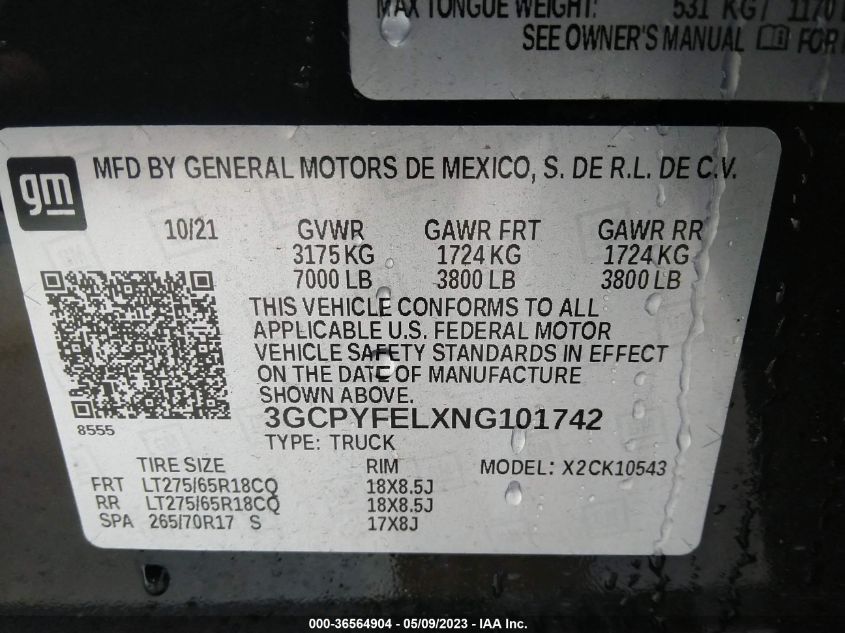 MAX TONGUE WEIGHT: 531 KG / 1170
SEE OWNER'S MANUAL FOR
gm
MFD BY GENERAL MOTORS DE MEXICO, S. DE R.L. DE C.V.
10/21 GVWR GAWR FRT GAWR RR
3175 KG 1724 KG 1724 KG
7000 LB 3800 LB 3800 LB
THIS VEHICLE CONFORMS TO ALL
APPLICABLE U.S. FEDERAL MOTOR
VEHICLE SAFETY STANDARDS IN EFFECT
ON THE DATE OF MANUFACTURE
SHOWN ABOVE.
8555
3GCPYFELXNG101742
TYPE: TRUCK
TIRE SIZE RIM MODEL: X2CK10543
FRT LT275/65R18CQ 18X8.5J
RR LT275/65R18CQ 18X8.5J
SPA 265/70R17 S 17X8J
000-36564904 - 05/09/2023 - IAA Inc.